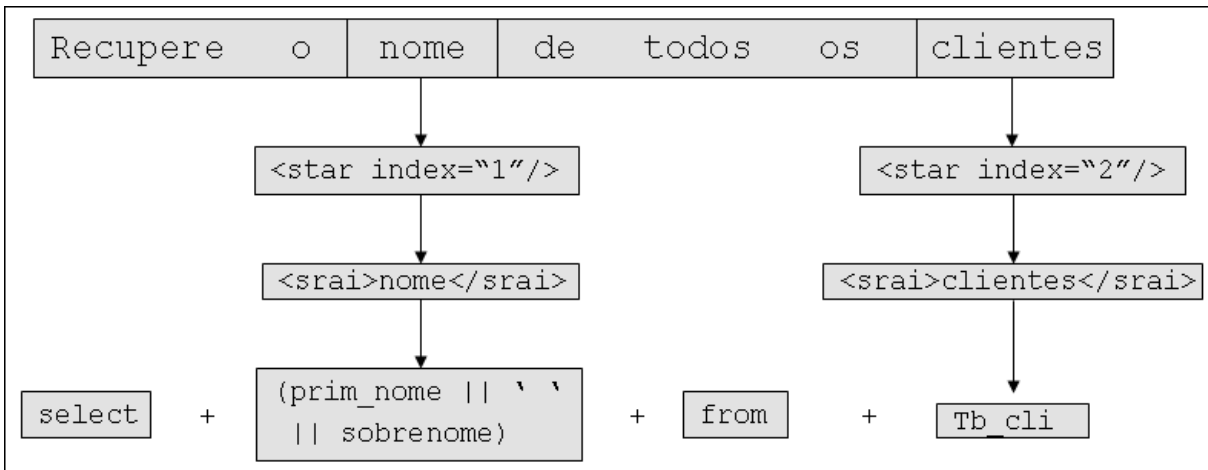 Recupere o nome de todos os clientes
<star index=“1”/> <star index=“2”/>
<srai>nome</srai> <srai>clientes</srai>
select + (prim_nome || ‛ ‛ + from + Tb_cli
|| sobrenome)